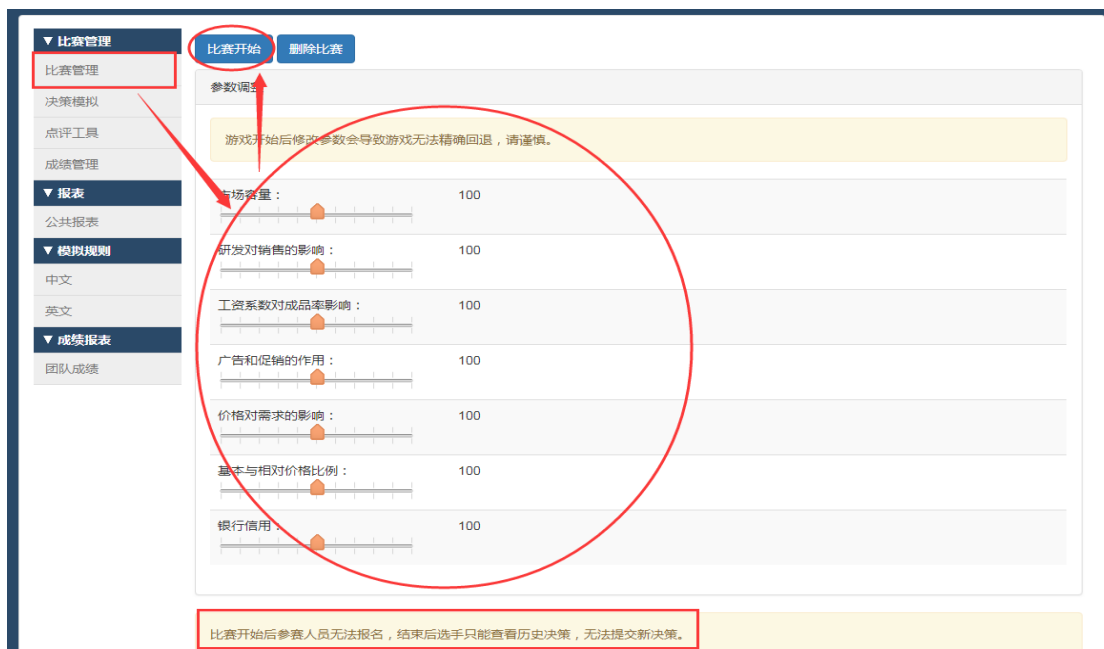 ▼ 比赛管理
比赛管理
决策模拟
点评工具
成绩管理
▼ 报表
公共报表
▼ 模拟规则
中文
英文
▼ 成绩报表
团队成绩
比赛开始 删除比赛
参数调整
游戏开始后修改参数会导致游戏无法精确回退，请谨慎。
市场容量： 100
研发对销售的影响： 100
工资系数对成品率影响： 100
广告和促销的作用： 100
价格对需求的影响： 100
基本与相对价格比例： 100
银行信用： 100
比赛开始后参赛人员无法报名，结束后选手只能查看历史决策，无法提交新决策。